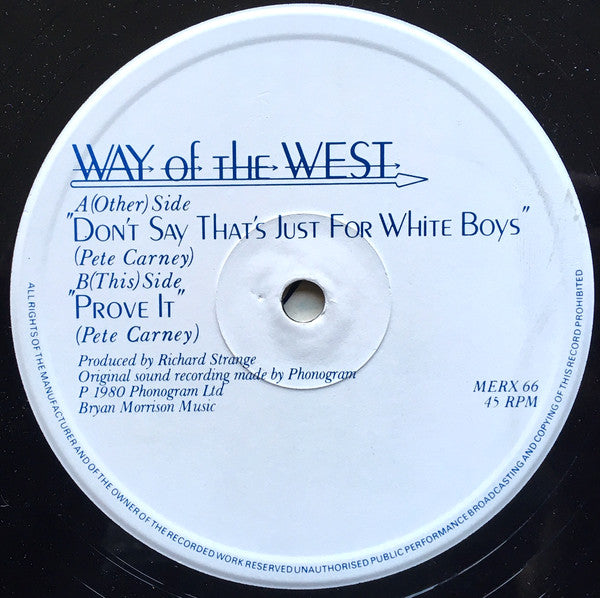 WAY of the WEST
A(Other) Side
"DON'T SAY THAT'S JUST FOR WHITE BOYS"
(Pete Carney)
B(This) Side
"PROVE IT"
(Pete Carney)
Produced by Richard Strange
Original sound recording made by Phonogram
P 1980 Phonogram Ltd
Bryan Morrison Music
MERX 66
45 RPM
ALL RIGHTS OF THE MANUFACTURER AND OF THE OWNER OF THE RECORDED WORK RESERVED UNAUTHORISED PUBLIC PERFORMANCE BROADCASTING AND COPYING OF THIS RECORD PROHIBITED